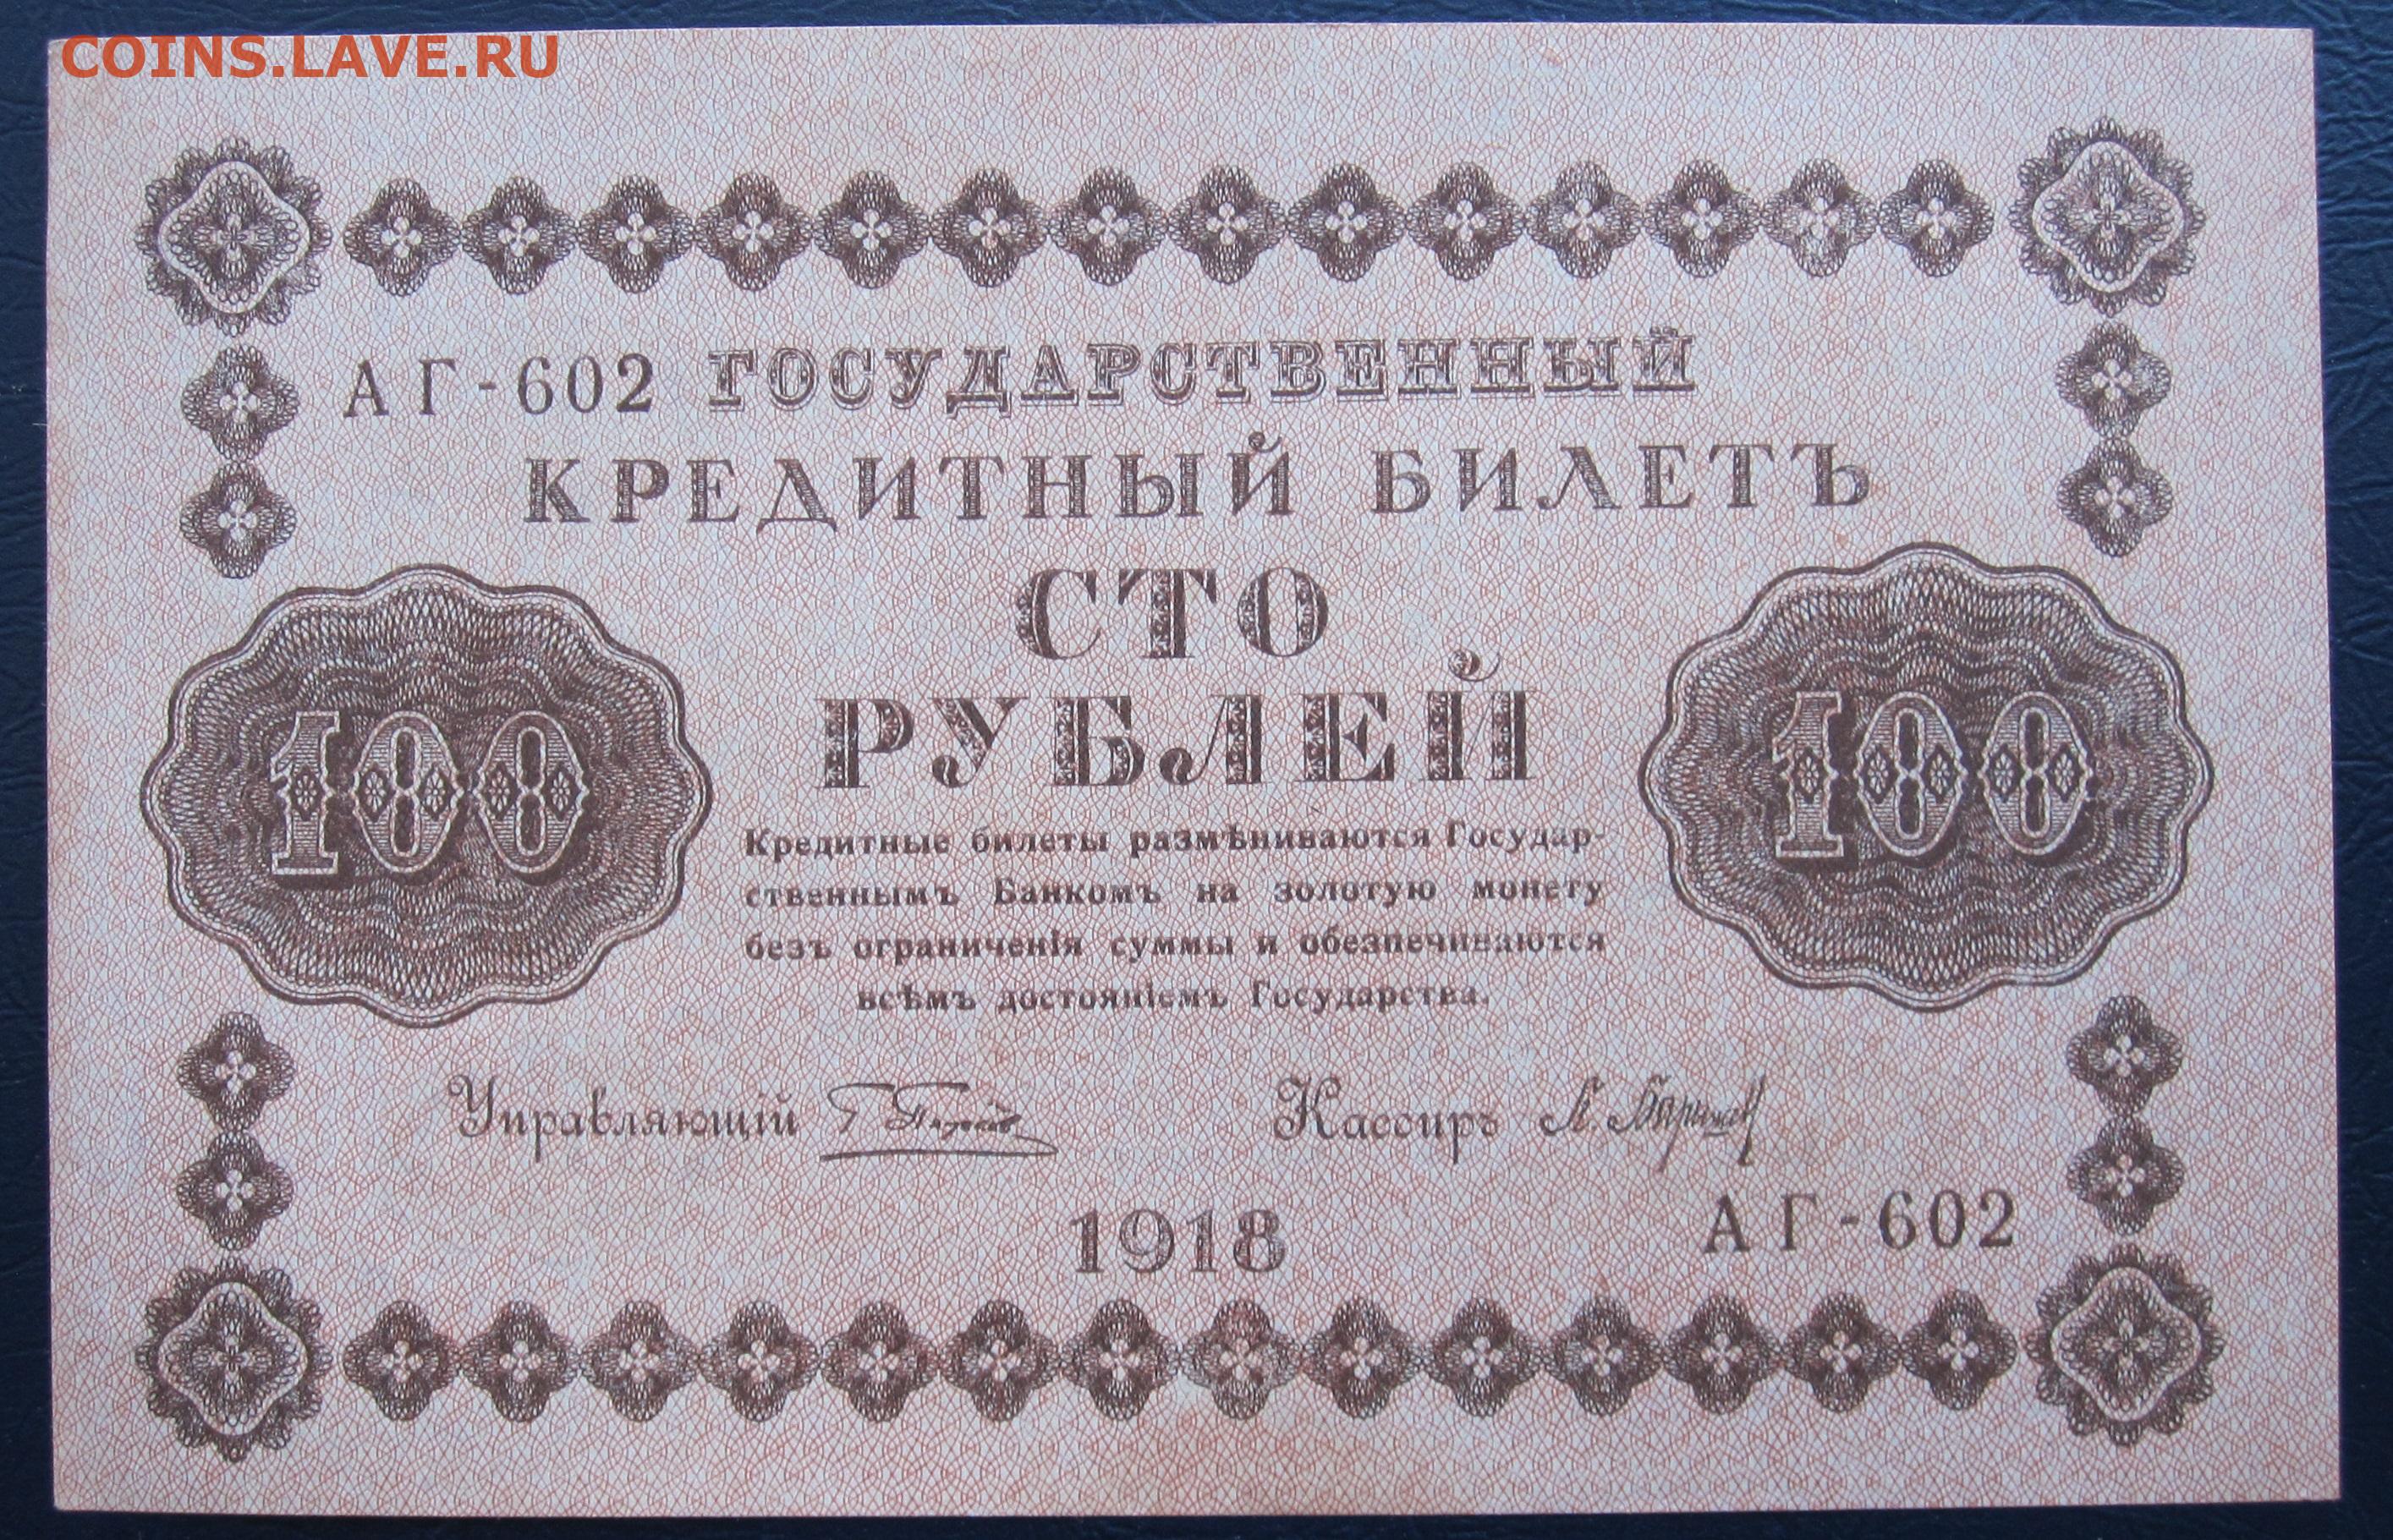 COINS.LAVE.RU
АГ-602 ГОСУДАРСТВЕННЫЙ
КРЕДИТНЫЙ БИЛЕТЪ
СТО
РУБЛЕЙ
100
100
Кредитные билеты размѣниваются Государ-
ственнымъ Банкомъ на золотую монету
безъ ограниченія суммы и обезпечиваются
всѣмъ достояніемъ Государства.
Управляющій
Кассиръ
АГ-602
1918